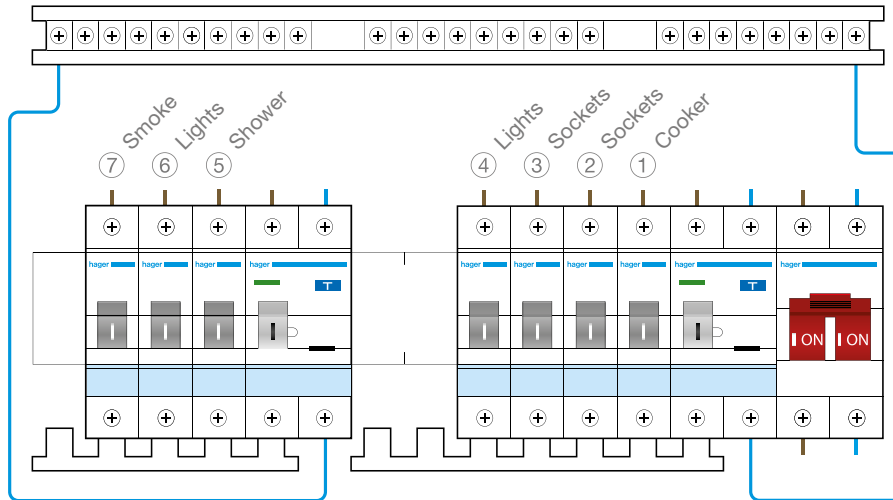 ⑦ Smoke
⑥ Lights
⑤ Shower
④ Lights
③ Sockets
② Sockets
① Cooker
hager
hager
hager
hager
hager
hager
hager
hager
hager
hager
T
T
I ON
I ON